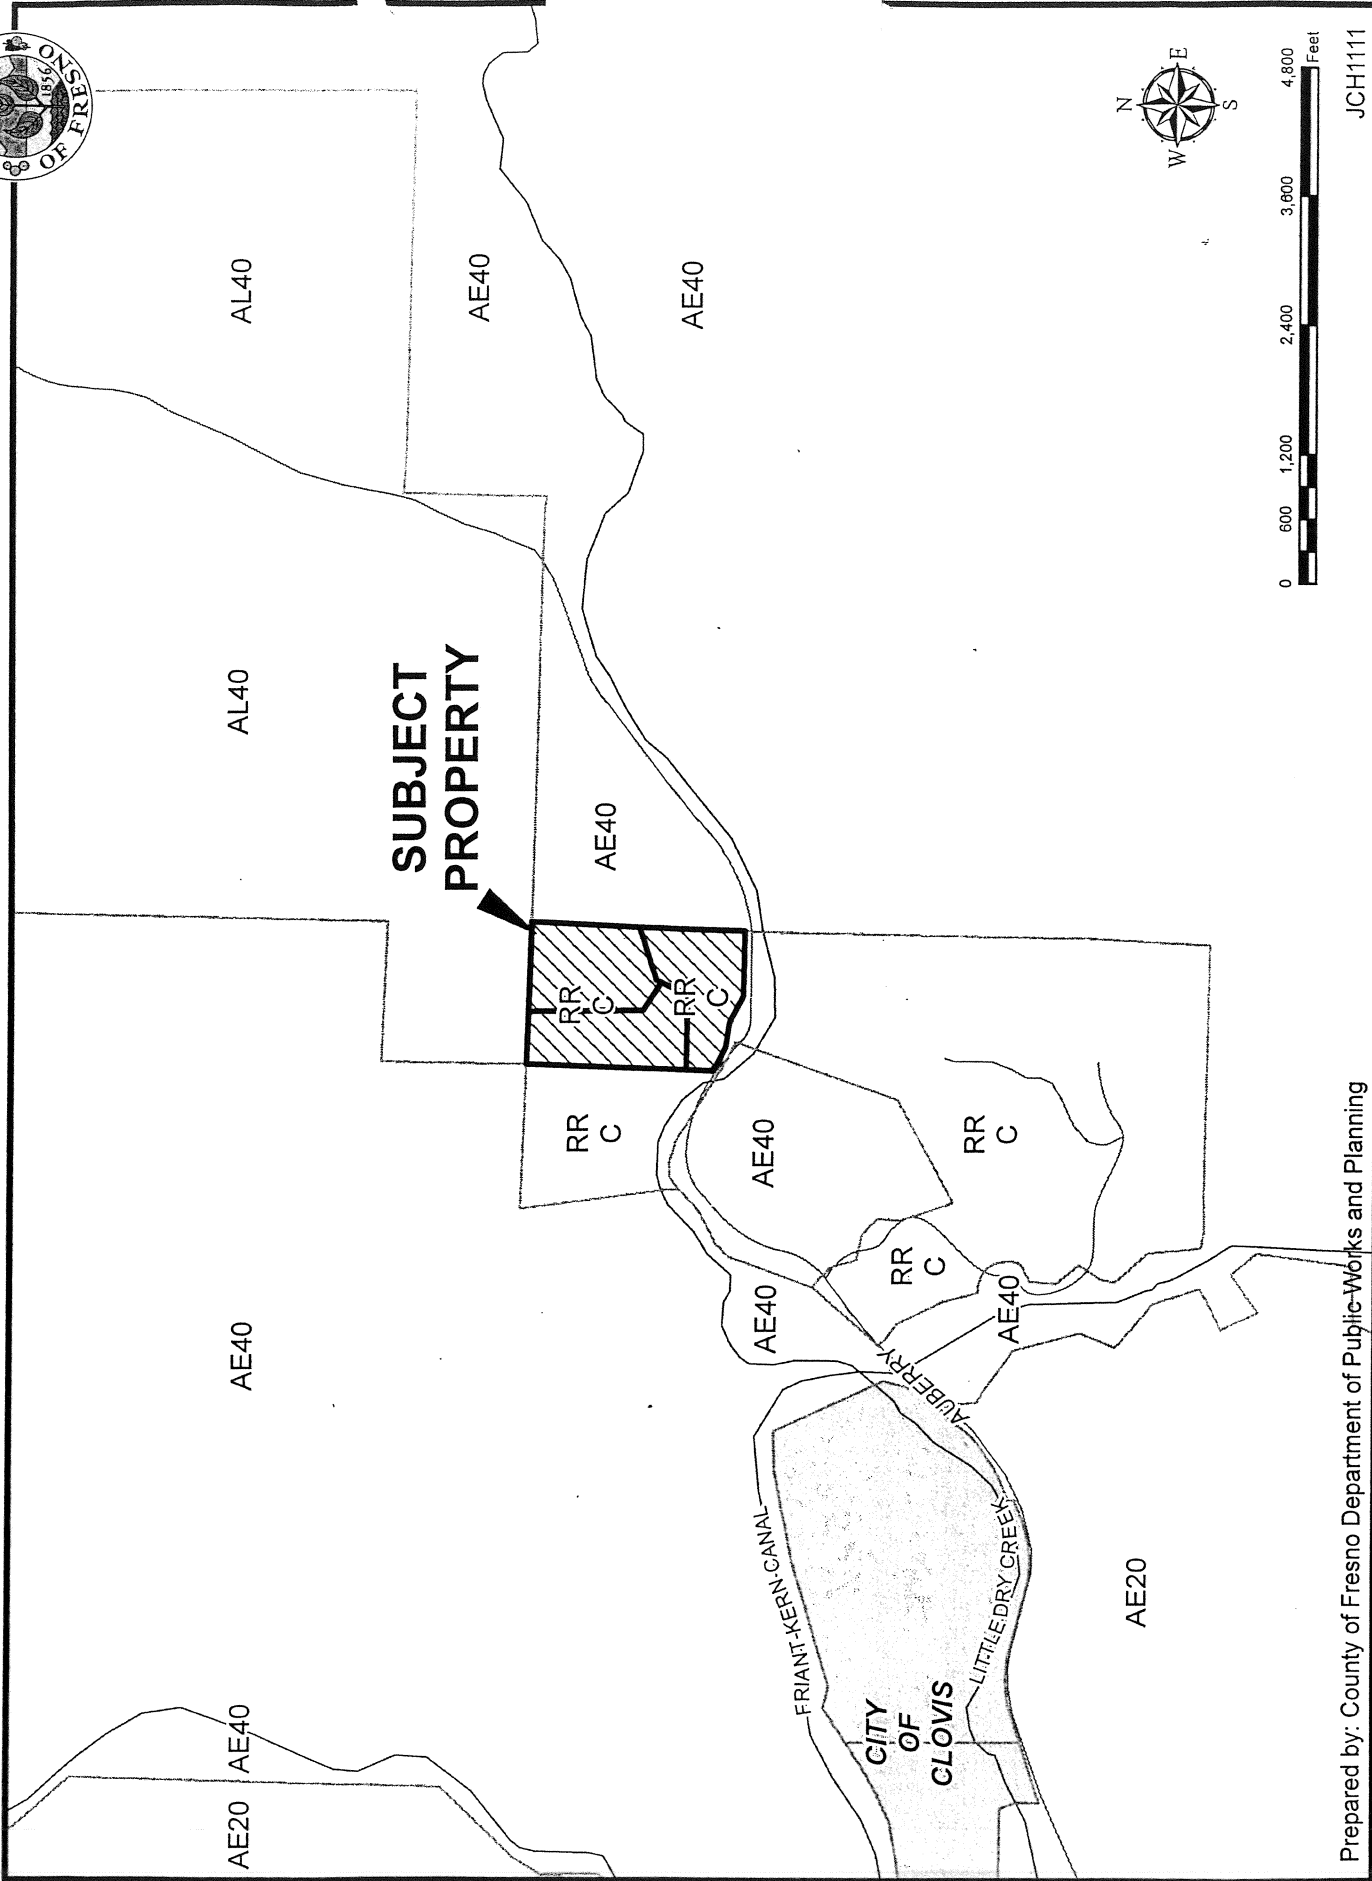 OF FRESNO
1856
AL40
AE40
AE40
AL40
SUBJECT
PROPERTY
AE40
RR
C
RR
C
RR
C
AE40
RR
C
RR
C
AE40
AE40
AE40
AUBERRY
FRIANT-KERN-CANAL
LITTLE DRY CREEK
CITY
OF
CLOVIS
AE20
AE40
AE20
N
W
E
S
0 600 1,200 2,400 3,600 4,800
Feet
Prepared by: County of Fresno Department of Public Works and Planning
JCH1111